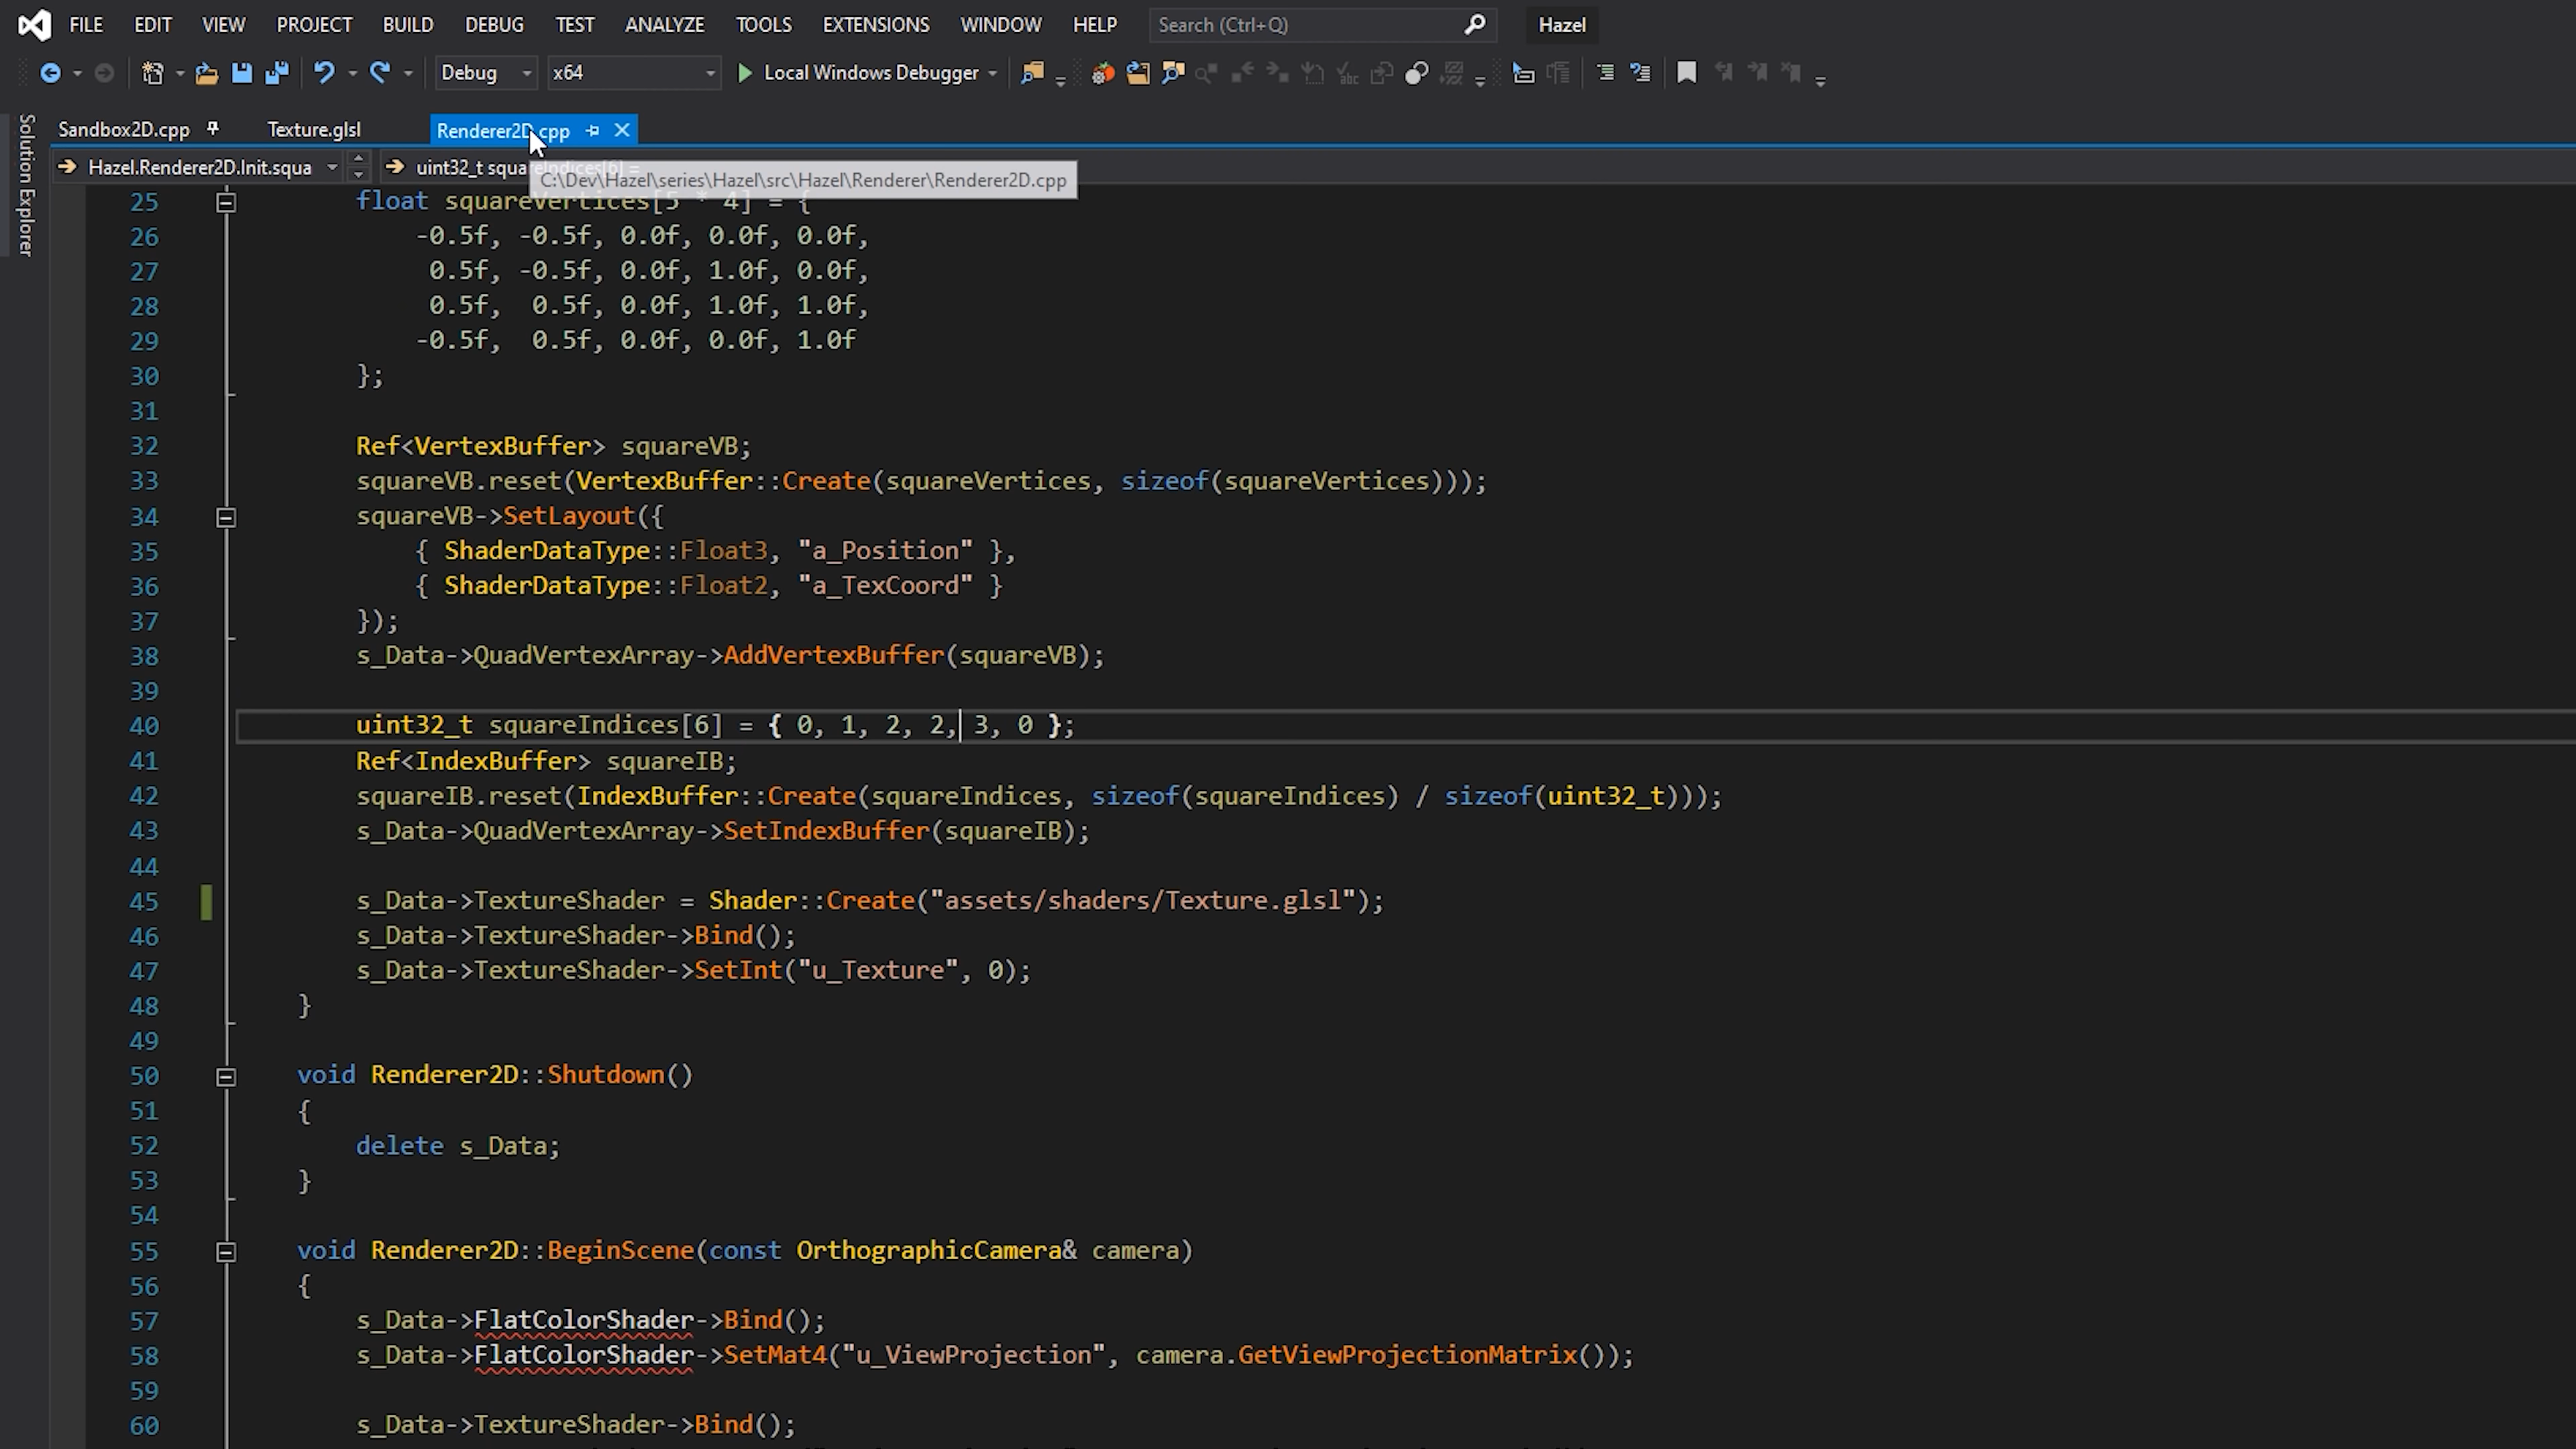 FILE EDIT VIEW PROJECT BUILD DEBUG TEST ANALYZE TOOLS EXTENSIONS WINDOW HELP Search (Ctrl+Q) Hazel
Debug x64 Local Windows Debugger
Solution Explorer
Sandbox2D.cpp Texture.glsl Renderer2D.cpp
Hazel.Renderer2D.Init.squa uint32_t squareIndices[6] =
C:\Dev\Hazel\series\Hazel\src\Hazel\Renderer\Renderer2D.cpp
25 float squareVertices[5 * 4] = {
26 -0.5f, -0.5f, 0.0f, 0.0f, 0.0f,
27 0.5f, -0.5f, 0.0f, 1.0f, 0.0f,
28 0.5f, 0.5f, 0.0f, 1.0f, 1.0f,
29 -0.5f, 0.5f, 0.0f, 0.0f, 1.0f
30 };
31
32 Ref<VertexBuffer> squareVB;
33 squareVB.reset(VertexBuffer::Create(squareVertices, sizeof(squareVertices)));
34 squareVB->SetLayout({
35 { ShaderDataType::Float3, "a_Position" },
36 { ShaderDataType::Float2, "a_TexCoord" }
37 });
38 s_Data->QuadVertexArray->AddVertexBuffer(squareVB);
39
40 uint32_t squareIndices[6] = { 0, 1, 2, 2, 3, 0 };
41 Ref<IndexBuffer> squareIB;
42 squareIB.reset(IndexBuffer::Create(squareIndices, sizeof(squareIndices) / sizeof(uint32_t)));
43 s_Data->QuadVertexArray->SetIndexBuffer(squareIB);
44
45 s_Data->TextureShader = Shader::Create("assets/shaders/Texture.glsl");
46 s_Data->TextureShader->Bind();
47 s_Data->TextureShader->SetInt("u_Texture", 0);
48 }
49
50 void Renderer2D::Shutdown()
51 {
52 delete s_Data;
53 }
54
55 void Renderer2D::BeginScene(const OrthographicCamera& camera)
56 {
57 s_Data->FlatColorShader->Bind();
58 s_Data->FlatColorShader->SetMat4("u_ViewProjection", camera.GetViewProjectionMatrix());
59
60 s_Data->TextureShader->Bind();